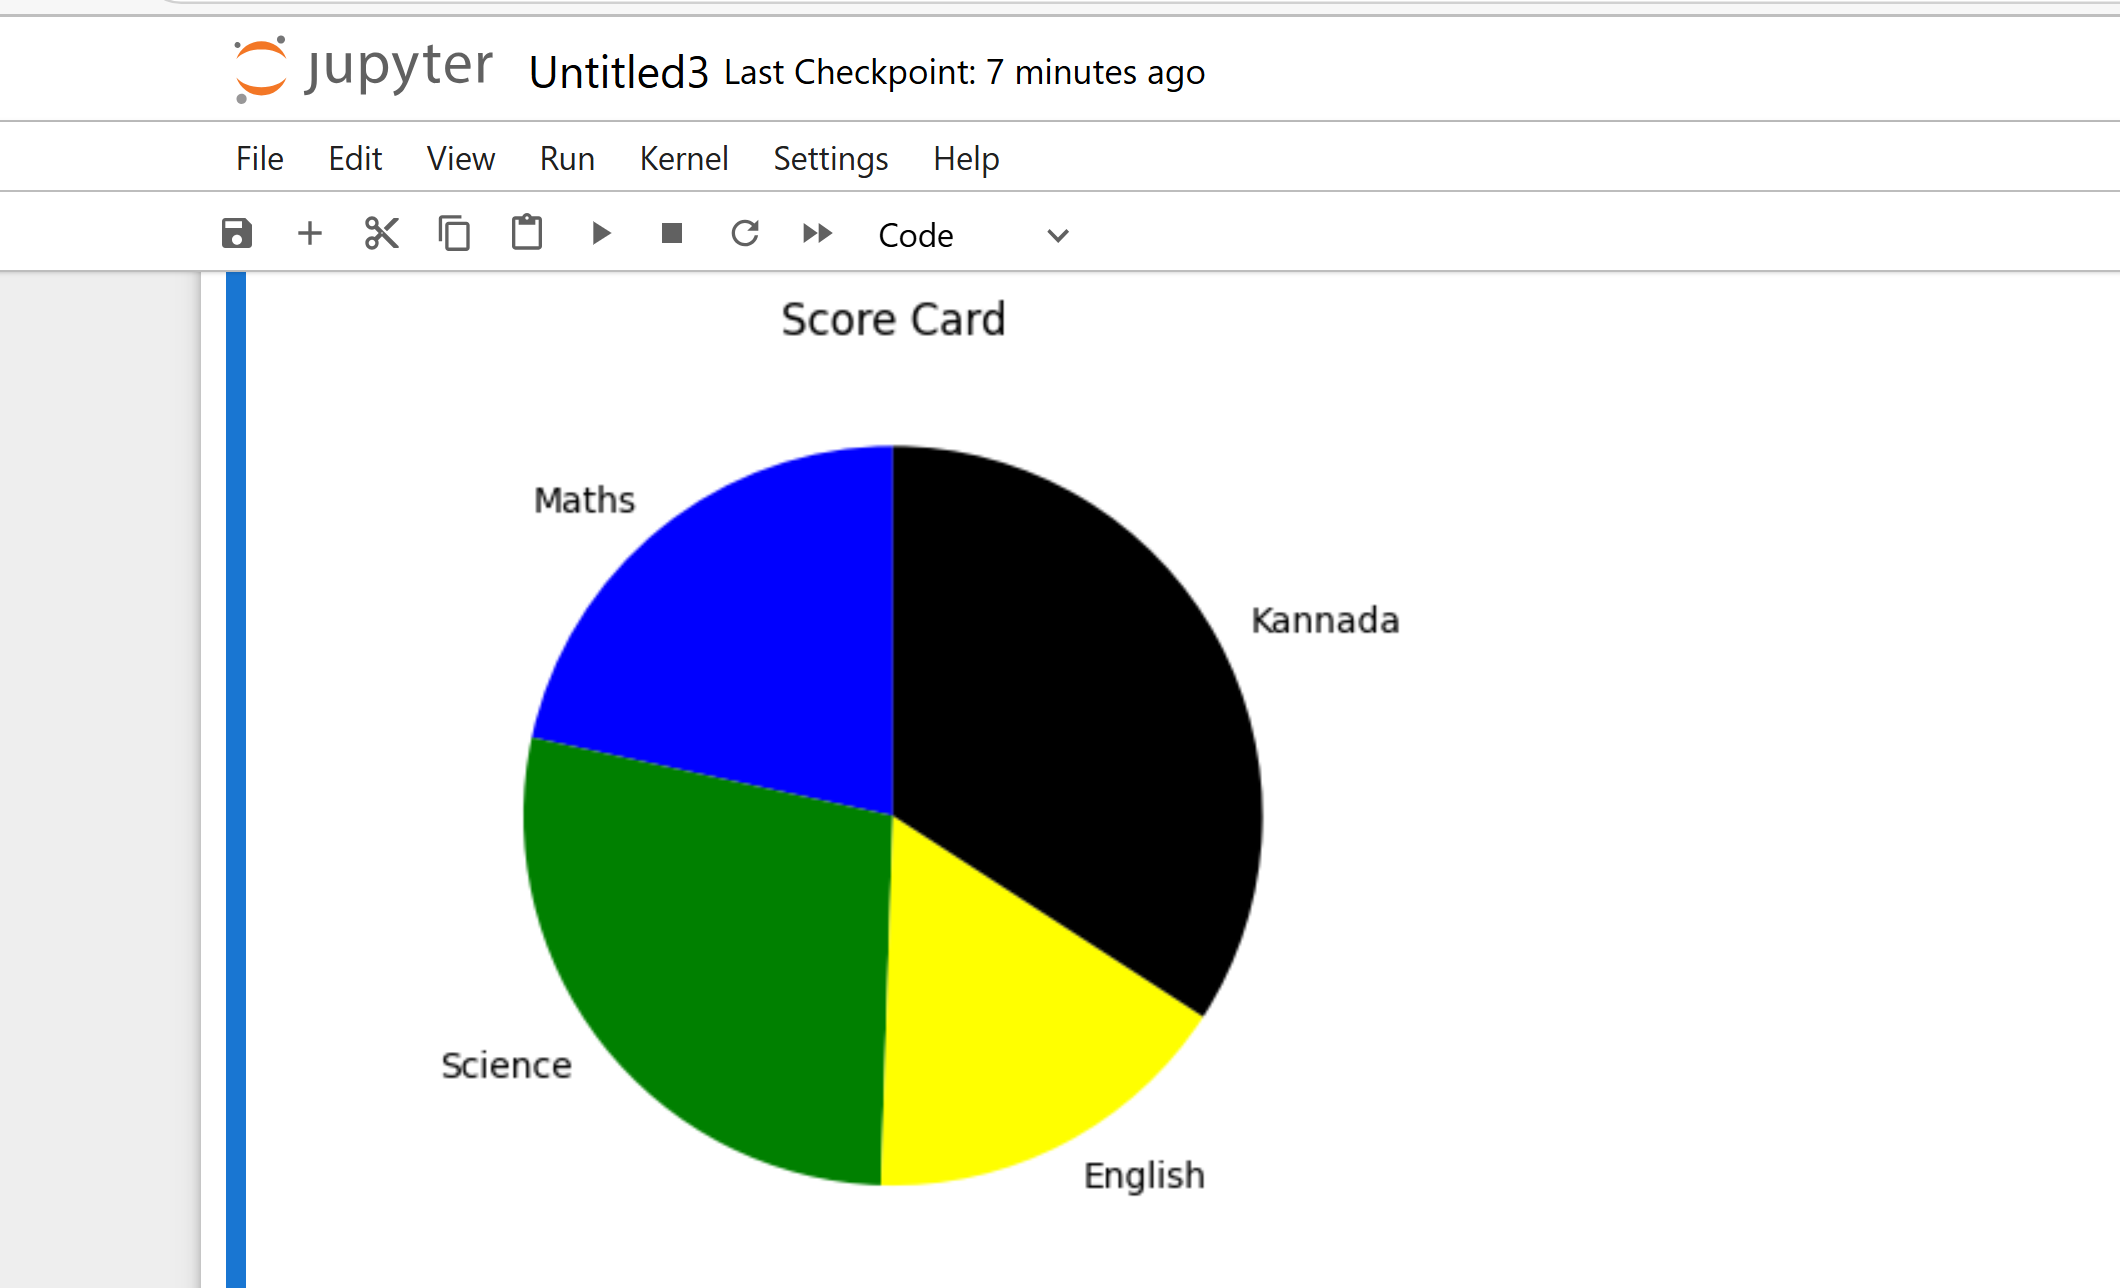 jupyter Untitled3 Last Checkpoint: 7 minutes ago
File Edit View Run Kernel Settings Help
Code
Score Card
Maths
Kannada
Science
English